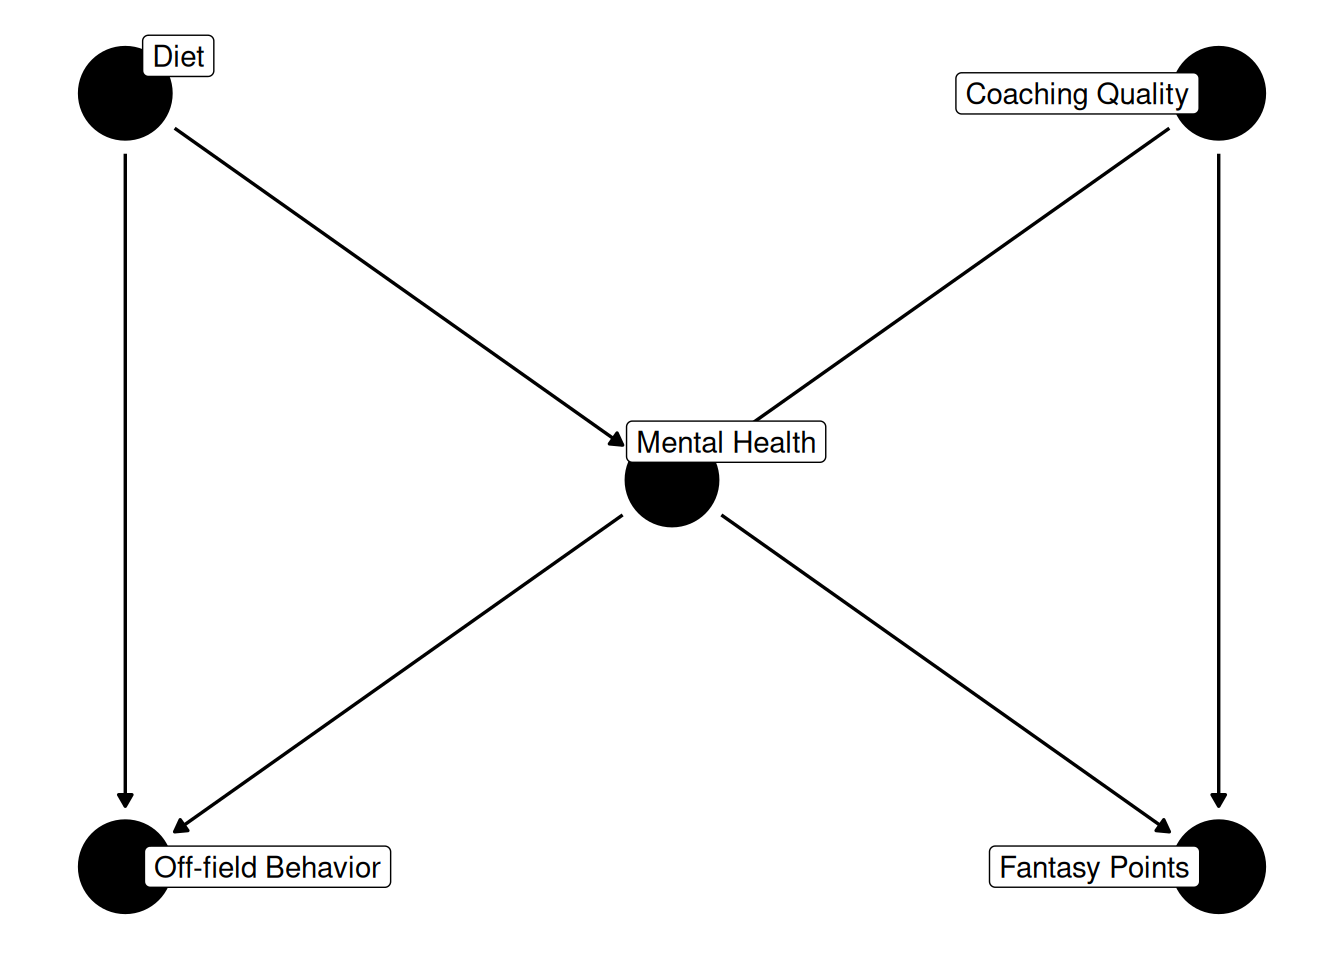 Diet
Coaching Quality
Mental Health
Off-field Behavior
Fantasy Points